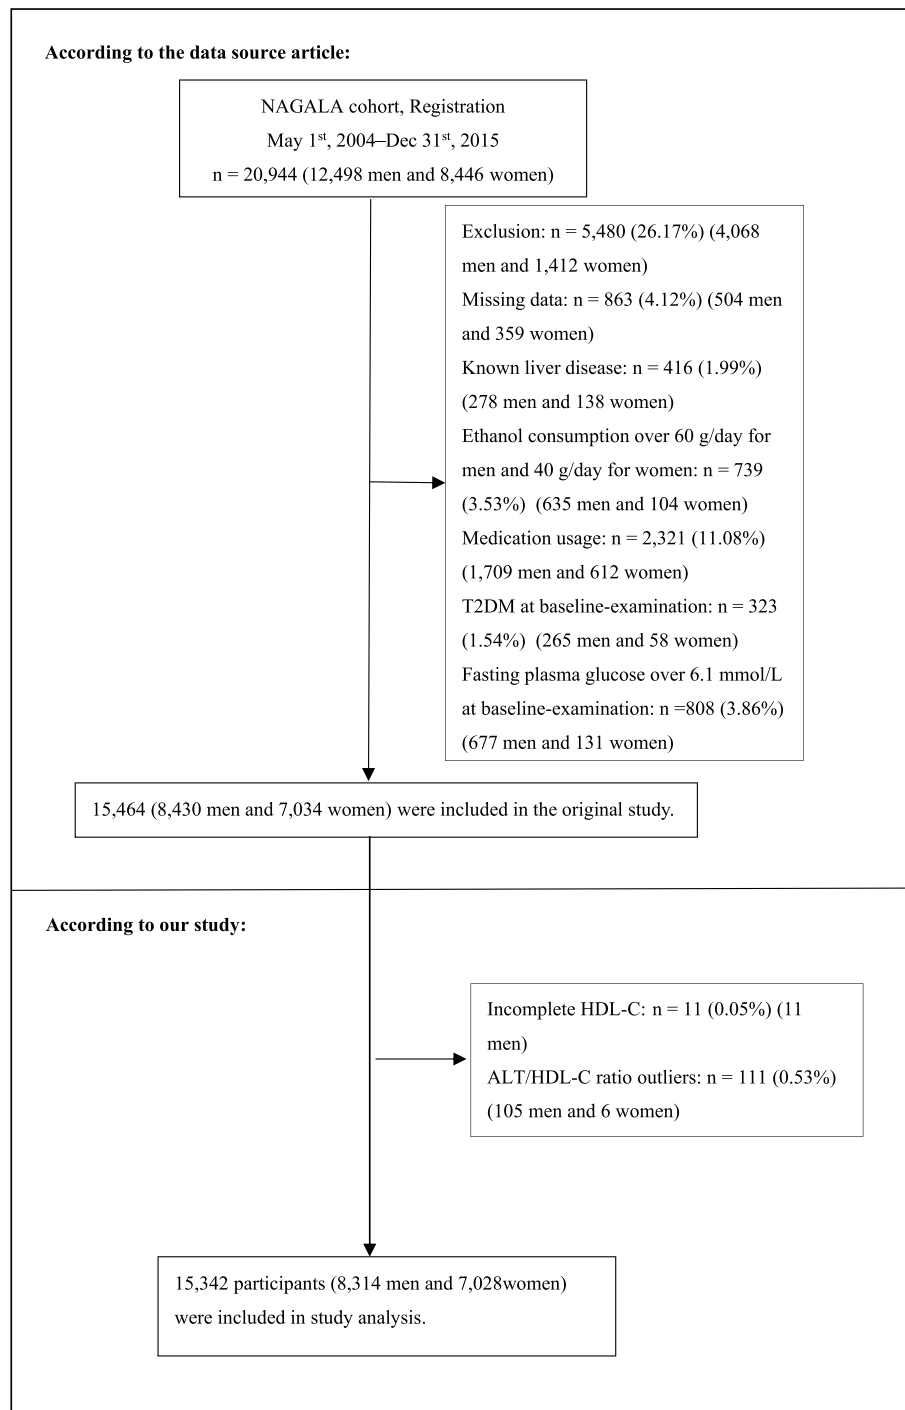 According to the data source article:
NAGALA cohort, Registration
May 1st, 2004–Dec 31st, 2015
n = 20,944 (12,498 men and 8,446 women)
Exclusion: n = 5,480 (26.17%) (4,068
men and 1,412 women)
Missing data: n = 863 (4.12%) (504 men
and 359 women)
Known liver disease: n = 416 (1.99%)
(278 men and 138 women)
Ethanol consumption over 60 g/day for
men and 40 g/day for women: n = 739
(3.53%) (635 men and 104 women)
Medication usage: n = 2,321 (11.08%)
(1,709 men and 612 women)
T2DM at baseline-examination: n = 323
(1.54%) (265 men and 58 women)
Fasting plasma glucose over 6.1 mmol/L
at baseline-examination: n =808 (3.86%)
(677 men and 131 women)
15,464 (8,430 men and 7,034 women) were included in the original study.
According to our study:
Incomplete HDL-C: n = 11 (0.05%) (11
men)
ALT/HDL-C ratio outliers: n = 111 (0.53%)
(105 men and 6 women)
15,342 participants (8,314 men and 7,028women)
were included in study analysis.